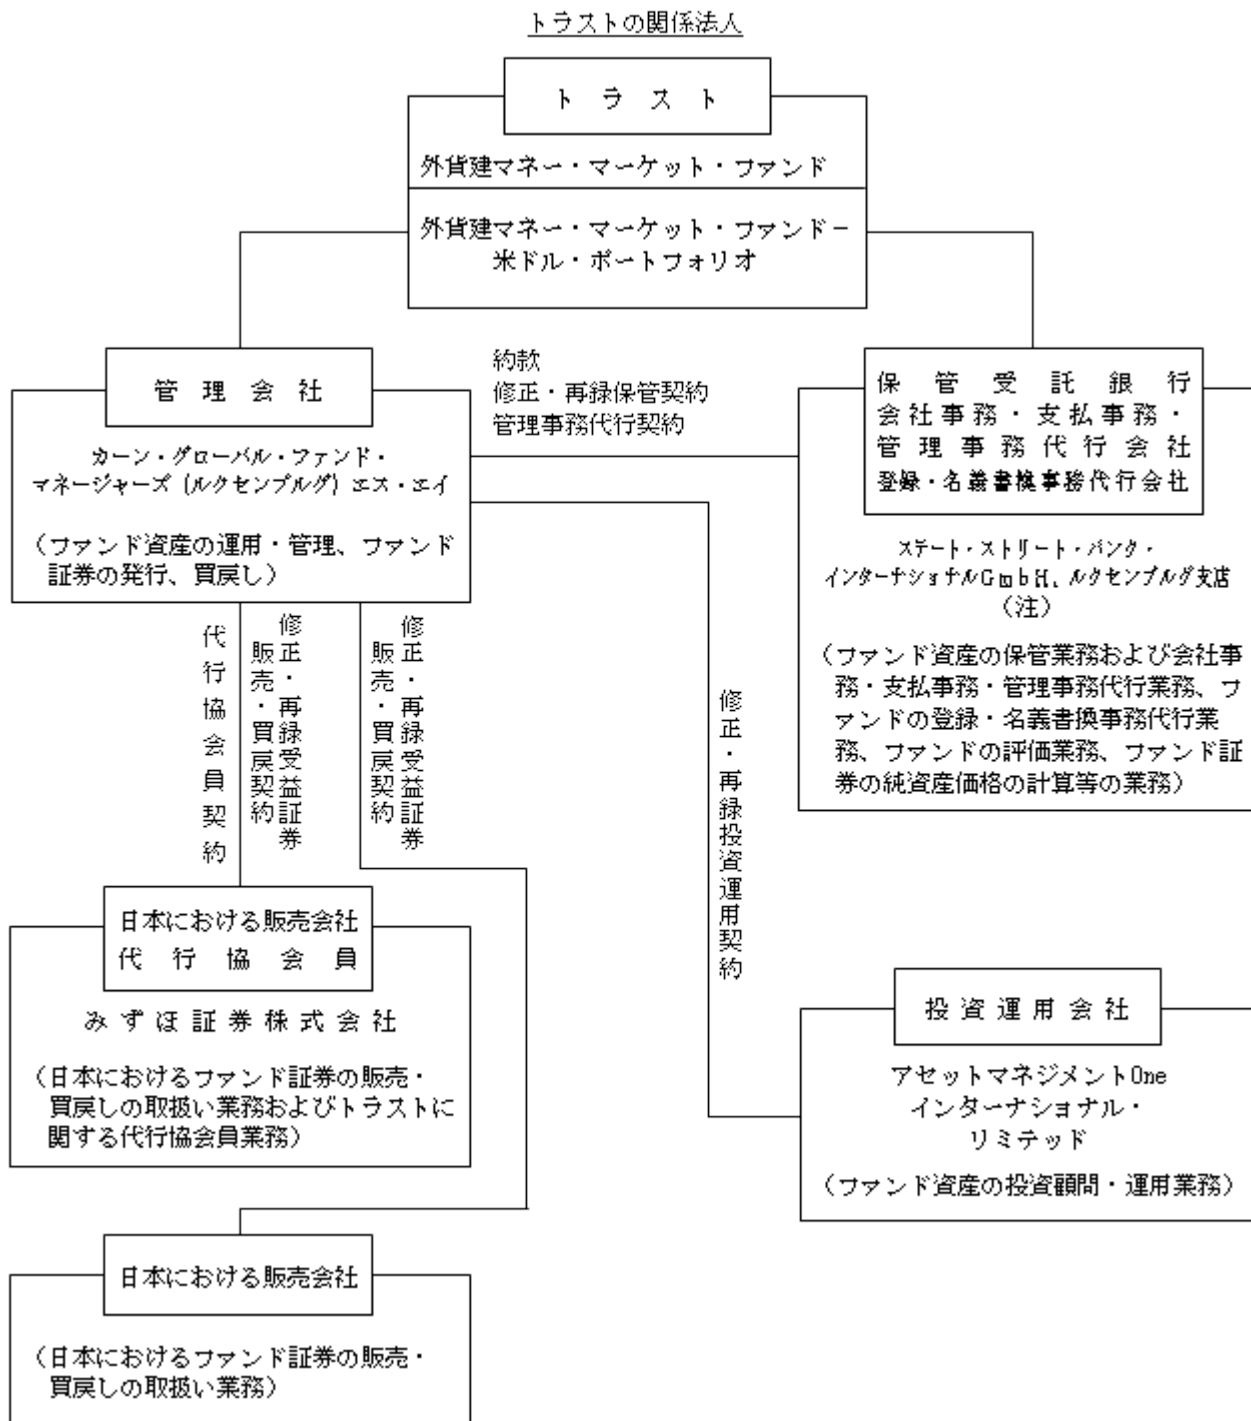 トラストの関係法人
トラスト
外貨建マネー・マーケット・ファンド
外貨建マネー・マーケット・ファンド－
米ドル・ポートフォリオ
管理会社
カーン・グローバル・ファンド・
マネージャーズ（ルクセンブルグ）エス・エイ
（ファンド資産の運用・管理、ファンド
証券の発行、買戻し）
約款
修正・再録保管契約
管理事務代行契約
保管受託銀行
会社事務・支払事務・
管理事務代行会社
登録・名義書換事務代行会社
ステート・ストリート・バンク・
インターナショナルＧｍｂＨ、ルクセンブルグ支店
（注）
（ファンド資産の保管業務および会社事
務・支払事務・管理事務代行業務、フ
ァンドの登録・名義書換事務代行業
務、ファンドの評価業務、ファンド証
券の純資産価格の計算等の業務）
代行協会員契約
修正・再録受益証券
販売・買戻契約
修正・再録受益証券
販売・買戻契約
修正・再録投資運用契約
日本における販売会社
代行協会員
みずほ証券株式会社
（日本におけるファンド証券の販売・
買戻しの取扱い業務およびトラストに
関する代行協会員業務）
投資運用会社
アセットマネジメントOne
インターナショナル・
リミテッド
（ファンド資産の投資顧問・運用業務）
日本における販売会社
（日本におけるファンド証券の販売・
買戻しの取扱い業務）